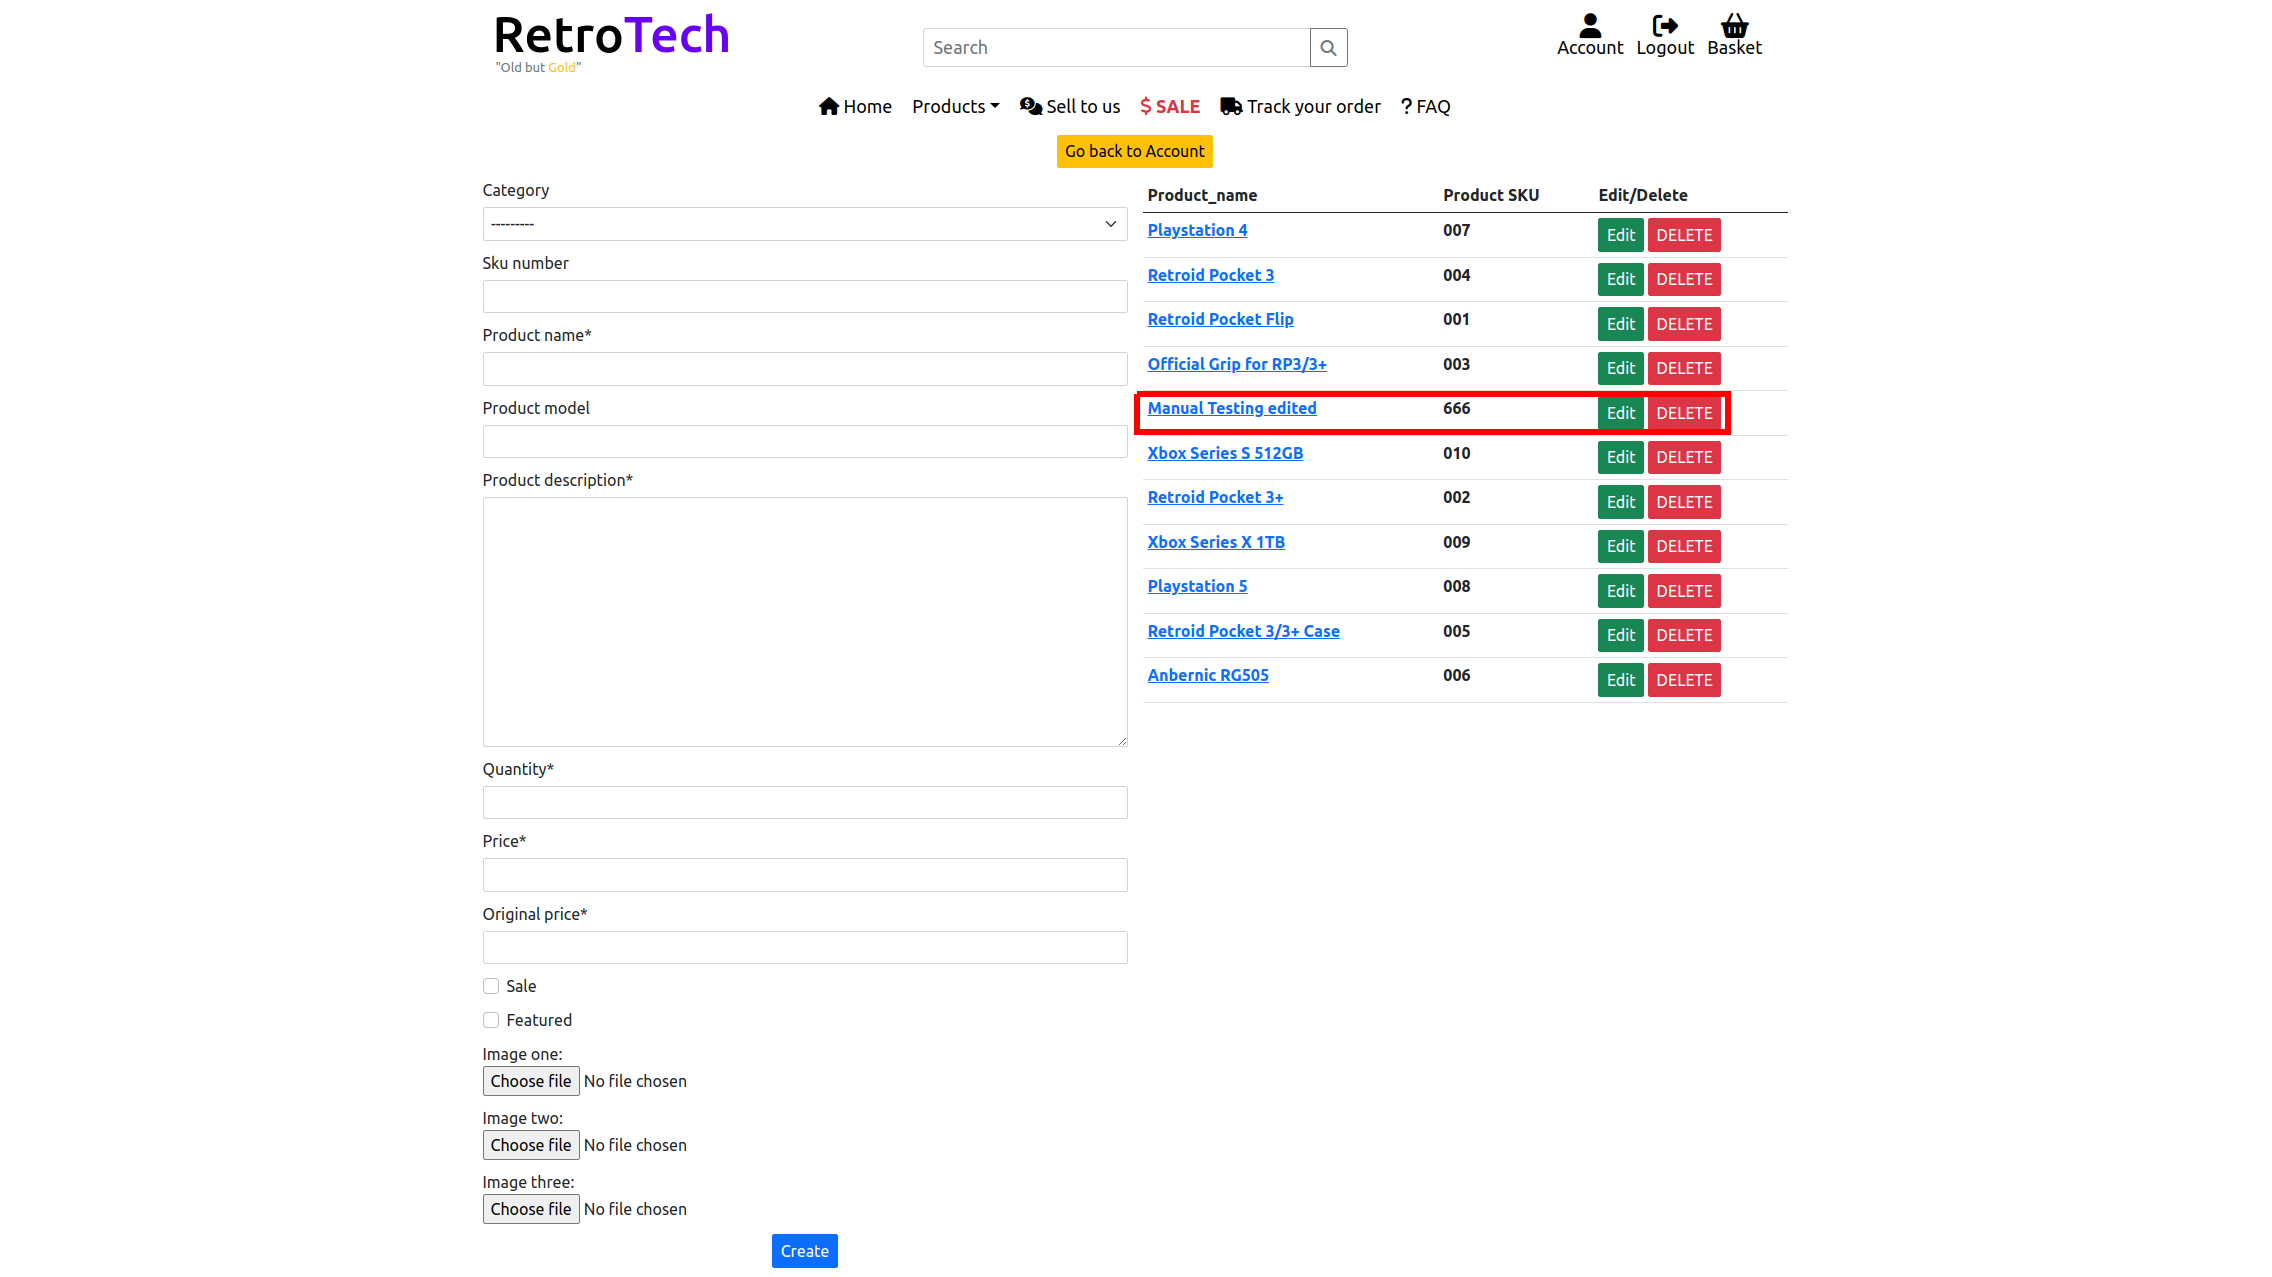 RetroTech
"Old but Gold"
Search
Account Logout Basket
Home Products Sell to us $ SALE Track your order ? FAQ
Go back to Account
Category
---------
Sku number
Product name*
Product model
Product description*
Quantity*
Price*
Original price*
Sale
Featured
Image one:
Choose file No file chosen
Image two:
Choose file No file chosen
Image three:
Choose file No file chosen
Create
Product_name Product SKU Edit/Delete
Playstation 4 007 Edit DELETE
Retroid Pocket 3 004 Edit DELETE
Retroid Pocket Flip 001 Edit DELETE
Official Grip for RP3/3+ 003 Edit DELETE
Manual Testing edited 666 Edit DELETE
Xbox Series S 512GB 010 Edit DELETE
Retroid Pocket 3+ 002 Edit DELETE
Xbox Series X 1TB 009 Edit DELETE
Playstation 5 008 Edit DELETE
Retroid Pocket 3/3+ Case 005 Edit DELETE
Anbernic RG505 006 Edit DELETE